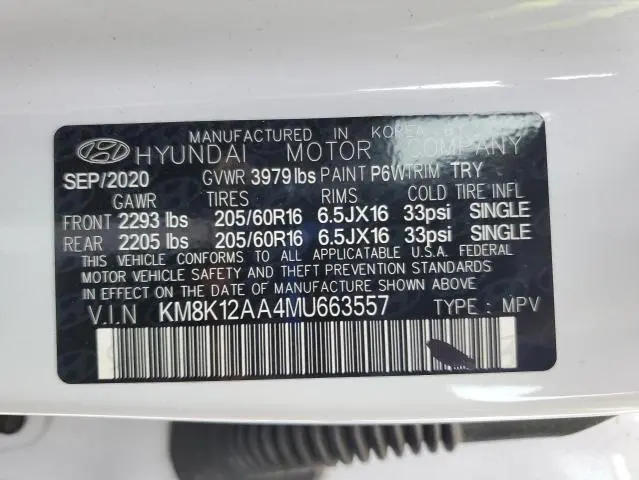 MANUFACTURED IN KOREA BY
HYUNDAI MOTOR COMPANY
SEP/2020 GVWR 3979 lbs PAINT P6W TRIM TRY
GAWR TIRES RIMS COLD TIRE INFL
FRONT 2293 lbs 205/60R16 6.5JX16 33psi SINGLE
REAR 2205 lbs 205/60R16 6.5JX16 33psi SINGLE
THIS VEHICLE CONFORMS TO ALL APPLICATABLE U.S.A. FEDERAL
MOTOR VEHICLE SAFETY AND THEFT PREVENTION STANDARDS
IN EFFECT ON THE DATE OF MANUFACTURE SHOWN ABOVE
V.I.N KM8K12AA4MU663557 TYPE : MPV